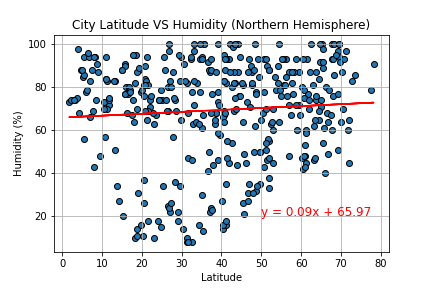 City Latitude VS Humidity (Northern Hemisphere)
100
80
60
40
20
Humidity (%)
y = 0.09x + 65.97
0 10 20 30 40 50 60 70 80
Latitude